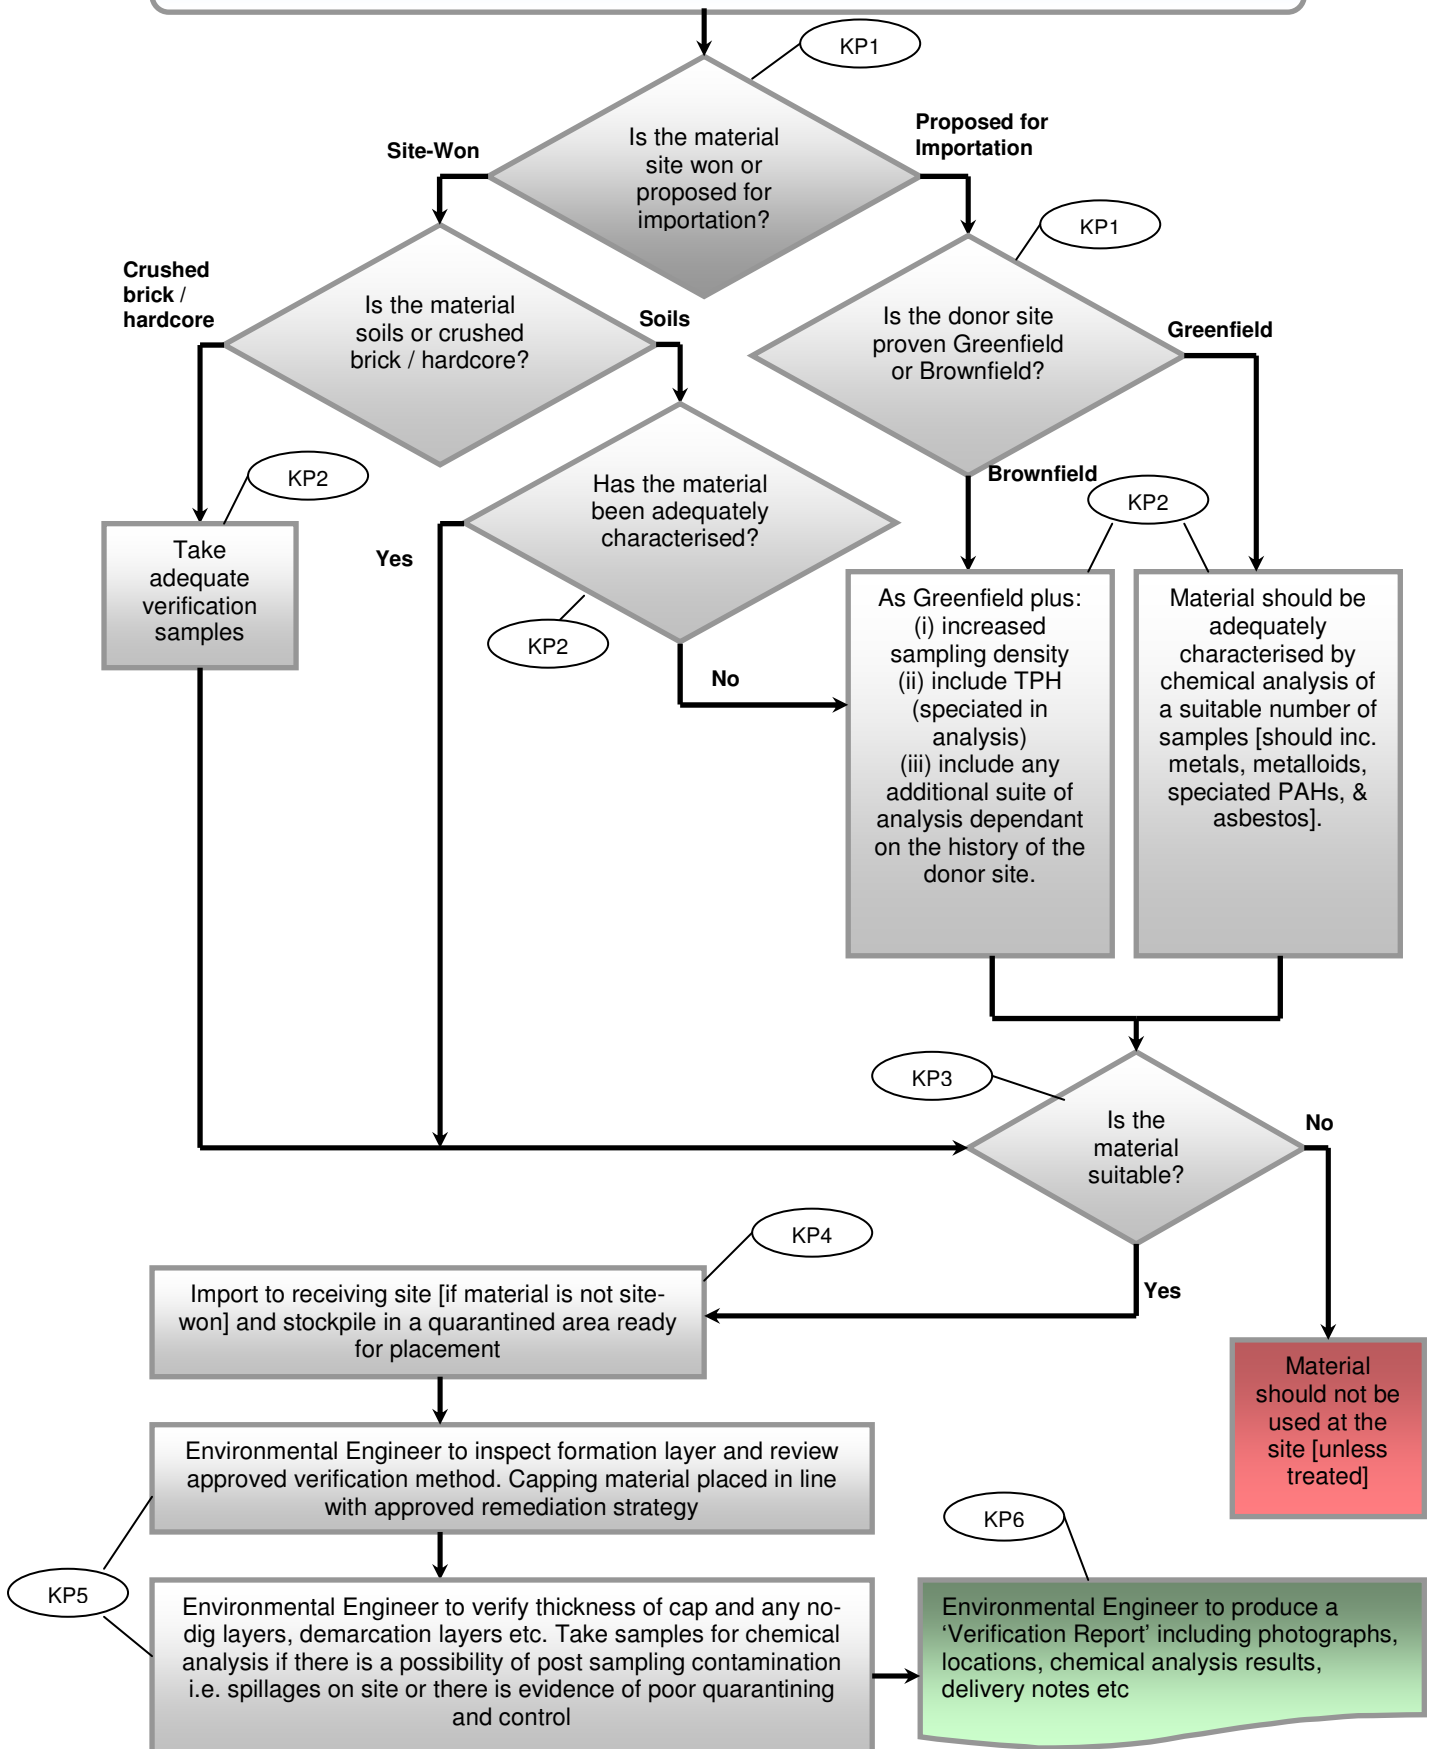 KP1
Is the material
site won or
proposed for
importation?
Site-Won
Proposed for
Importation
KP1
Crushed
brick /
hardcore
Is the material
soils or crushed
brick / hardcore?
Soils
Is the donor site
proven Greenfield
or Brownfield?
Greenfield
Brownfield
KP2
Has the material
been adequately
characterised?
KP2
Yes
KP2
No
Take
adequate
verification
samples
As Greenfield plus:
(i) increased
sampling density
(ii) include TPH
(speciated in
analysis)
(iii) include any
additional suite of
analysis dependant
on the history of the
donor site.
Material should be
adequately
characterised by
chemical analysis of
a suitable number of
samples [should inc.
metals, metalloids,
speciated PAHs, &
asbestos].
KP3
Is the
material
suitable?
No
Yes
KP4
Import to receiving site [if material is not site-
won] and stockpile in a quarantined area ready
for placement
Material
should not be
used at the
site [unless
treated]
Environmental Engineer to inspect formation layer and review
approved verification method. Capping material placed in line
with approved remediation strategy
KP5
KP6
Environmental Engineer to verify thickness of cap and any no-
dig layers, demarcation layers etc. Take samples for chemical
analysis if there is a possibility of post sampling contamination
i.e. spillages on site or there is evidence of poor quarantining
and control
Environmental Engineer to produce a
‘Verification Report’ including photographs,
locations, chemical analysis results,
delivery notes etc